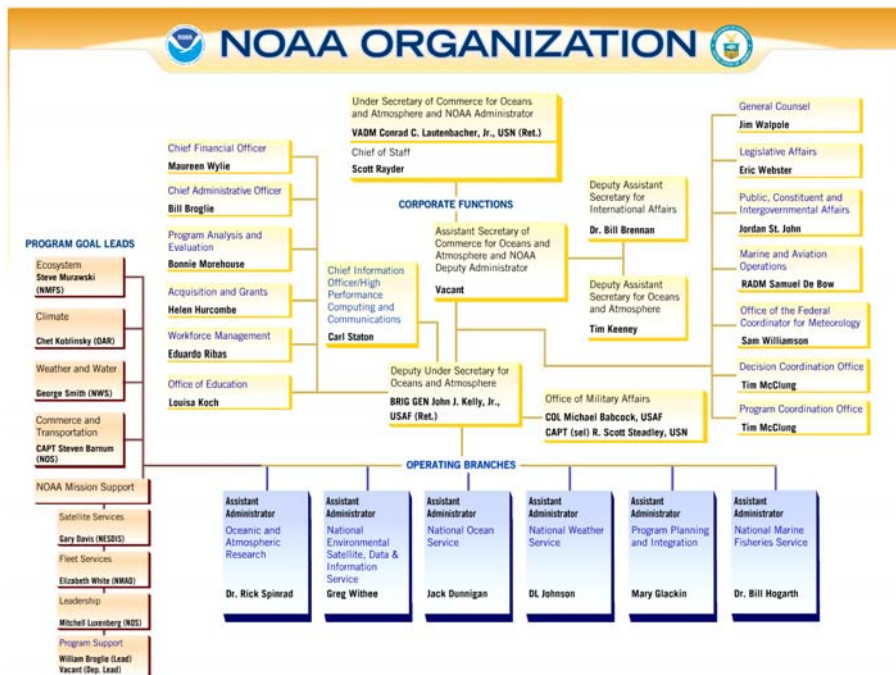 NOAA ORGANIZATION
Under Secretary of Commerce for Oceans
and Atmosphere and NOAA Administrator
VADM Conrad C. Lautenbacher, Jr., USN (Ret.)
Chief of Staff
Scott Rayder
CORPORATE FUNCTIONS
Chief Financial Officer
Maureen Wylie
Chief Administrative Officer
Bill Broglie
Program Analysis and
Evaluation
Bonnie Morehouse
Acquisition and Grants
Helen Hurcombe
Workforce Management
Eduardo Ribas
Office of Education
Louisa Koch
Chief Information
Officer/High
Performance
Computing and
Communications
Carl Staton
Assistant Secretary of
Commerce for Oceans and
Atmosphere and NOAA
Deputy Administrator
Vacant
Deputy Assistant
Secretary for
International Affairs
Dr. Bill Brennan
Deputy Assistant
Secretary for Oceans
and Atmosphere
Tim Keeney
General Counsel
Jim Walpole
Legislative Affairs
Eric Webster
Public, Constituent and
Intergovernmental Affairs
Jordan St. John
Marine and Aviation
Operations
RADM Samuel De Bow
Office of the Federal
Coordinator for Meteorology
Sam Williamson
Decision Coordination Office
Tim McClung
Program Coordination Office
Tim McClung
Deputy Under Secretary for
Oceans and Atmosphere
BRIG GEN John J. Kelly, Jr.,
USAF (Ret.)
Office of Military Affairs
COL Michael Babcock, USAF
CAPT (sel) R. Scott Steadley, USN
PROGRAM GOAL LEADS
Ecosystem
Steve Murawski
(NMFS)
Climate
Chet Koblinsky (OAR)
Weather and Water
George Smith (NWS)
Commerce and
Transportation
CAPT Steven Barnum
(NOS)
NOAA Mission Support
Satellite Services
Gary Davis (NESDIS)
Fleet Services
Elizabeth White (NMAO)
Leadership
Mitchell Luxenberg (NOS)
Program Support
William Broglie (Lead)
Vacant (Dep. Lead)
OPERATING BRANCHES
Assistant
Administrator
Oceanic and
Atmospheric
Research
Dr. Rick Spinrad
Assistant
Administrator
National
Environmental
Satellite, Data &
Information
Service
Greg Withee
Assistant
Administrator
National Ocean
Service
Jack Dunnigan
Assistant
Administrator
National Weather
Service
DL Johnson
Assistant
Administrator
Program Planning
and Integration
Mary Glackin
Assistant
Administrator
National Marine
Fisheries Service
Dr. Bill Hogarth